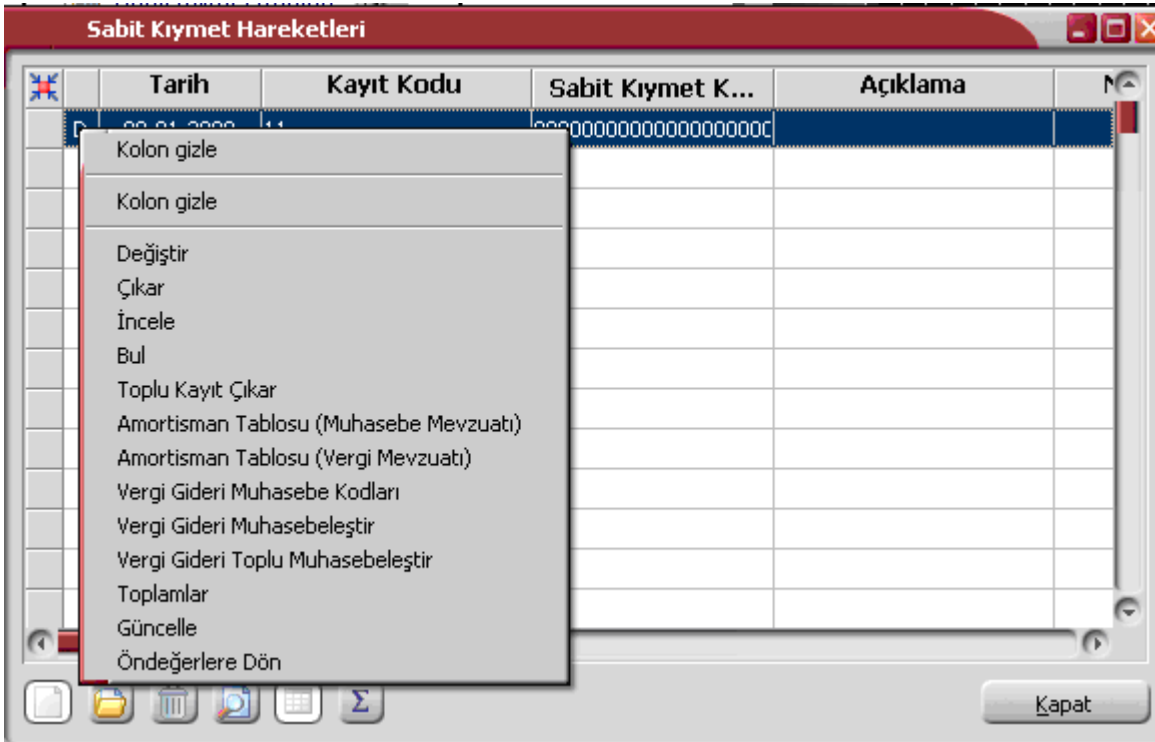 Sabit Kıymet Hareketleri
Tarih Kayıt Kodu Sabit Kıymet K... Açıklama
Kolon gizle
Kolon gizle
Değiştir
Çıkar
İncele
Bul
Toplu Kayıt Çıkar
Amortisman Tablosu (Muhasebe Mevzuatı)
Amortisman Tablosu (Vergi Mevzuatı)
Vergi Gideri Muhasebe Kodları
Vergi Gideri Muhasebeleştir
Vergi Gideri Toplu Muhasebeleştir
Toplamlar
Güncelle
Öndeğerlere Dön
Σ
Kapat